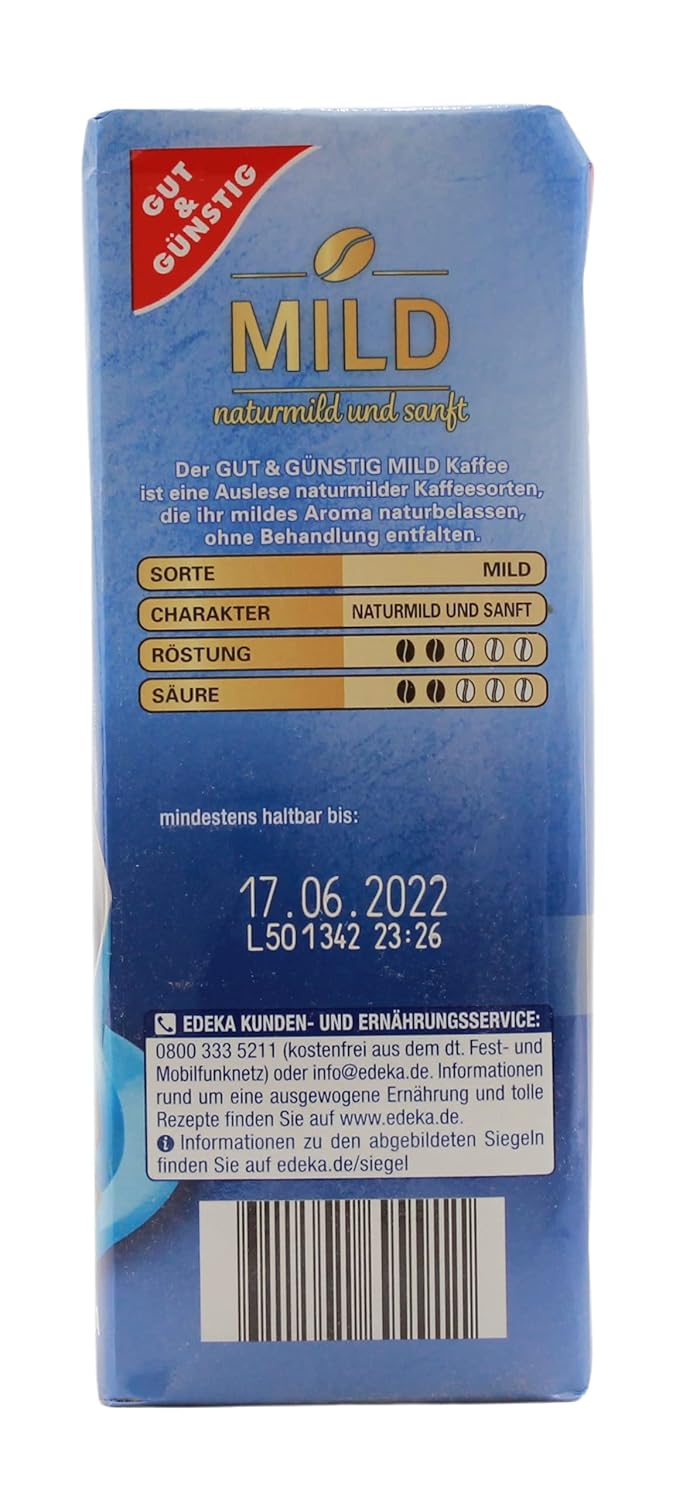 GUT
&
GÜNSTIG
MILD
naturmild und sanft
Der GUT & GÜNSTIG MILD Kaffee
ist eine Auslese naturmilder Kaffeesorten,
die ihr mildes Aroma naturbelassen,
ohne Behandlung entfalten.
SORTE MILD
CHARAKTER NATURMILD UND SANFT
RÖSTUNG
SÄURE
mindestens haltbar bis:
17.06.2022
L501342 23:26
EDEKA KUNDEN- UND ERNÄHRUNGSSERVICE:
0800 333 5211 (kostenfrei aus dem dt. Fest- und
Mobilfunknetz) oder info@edeka.de. Informationen
rund um eine ausgewogene Ernährung und tolle
Rezepte finden Sie auf www.edeka.de.
Informationen zu den abgebildeten Siegeln
finden Sie auf edeka.de/siegel